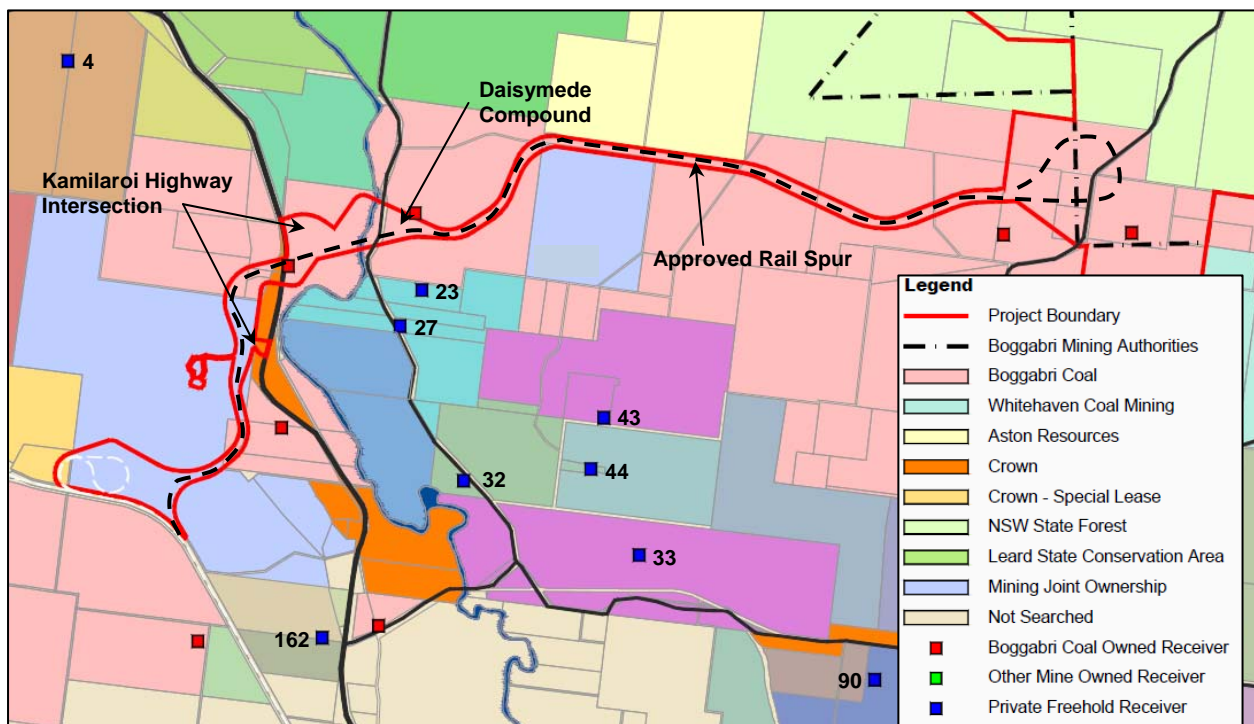 4
Daisymede
Compound
Kamilaroi Highway
Intersection
Approved Rail Spur
23
27
43
44
32
33
162
90
Legend
Project Boundary
Boggabri Mining Authorities
Boggabri Coal
Whitehaven Coal Mining
Aston Resources
Crown
Crown - Special Lease
NSW State Forest
Leard State Conservation Area
Mining Joint Ownership
Not Searched
Boggabri Coal Owned Receiver
Other Mine Owned Receiver
Private Freehold Receiver